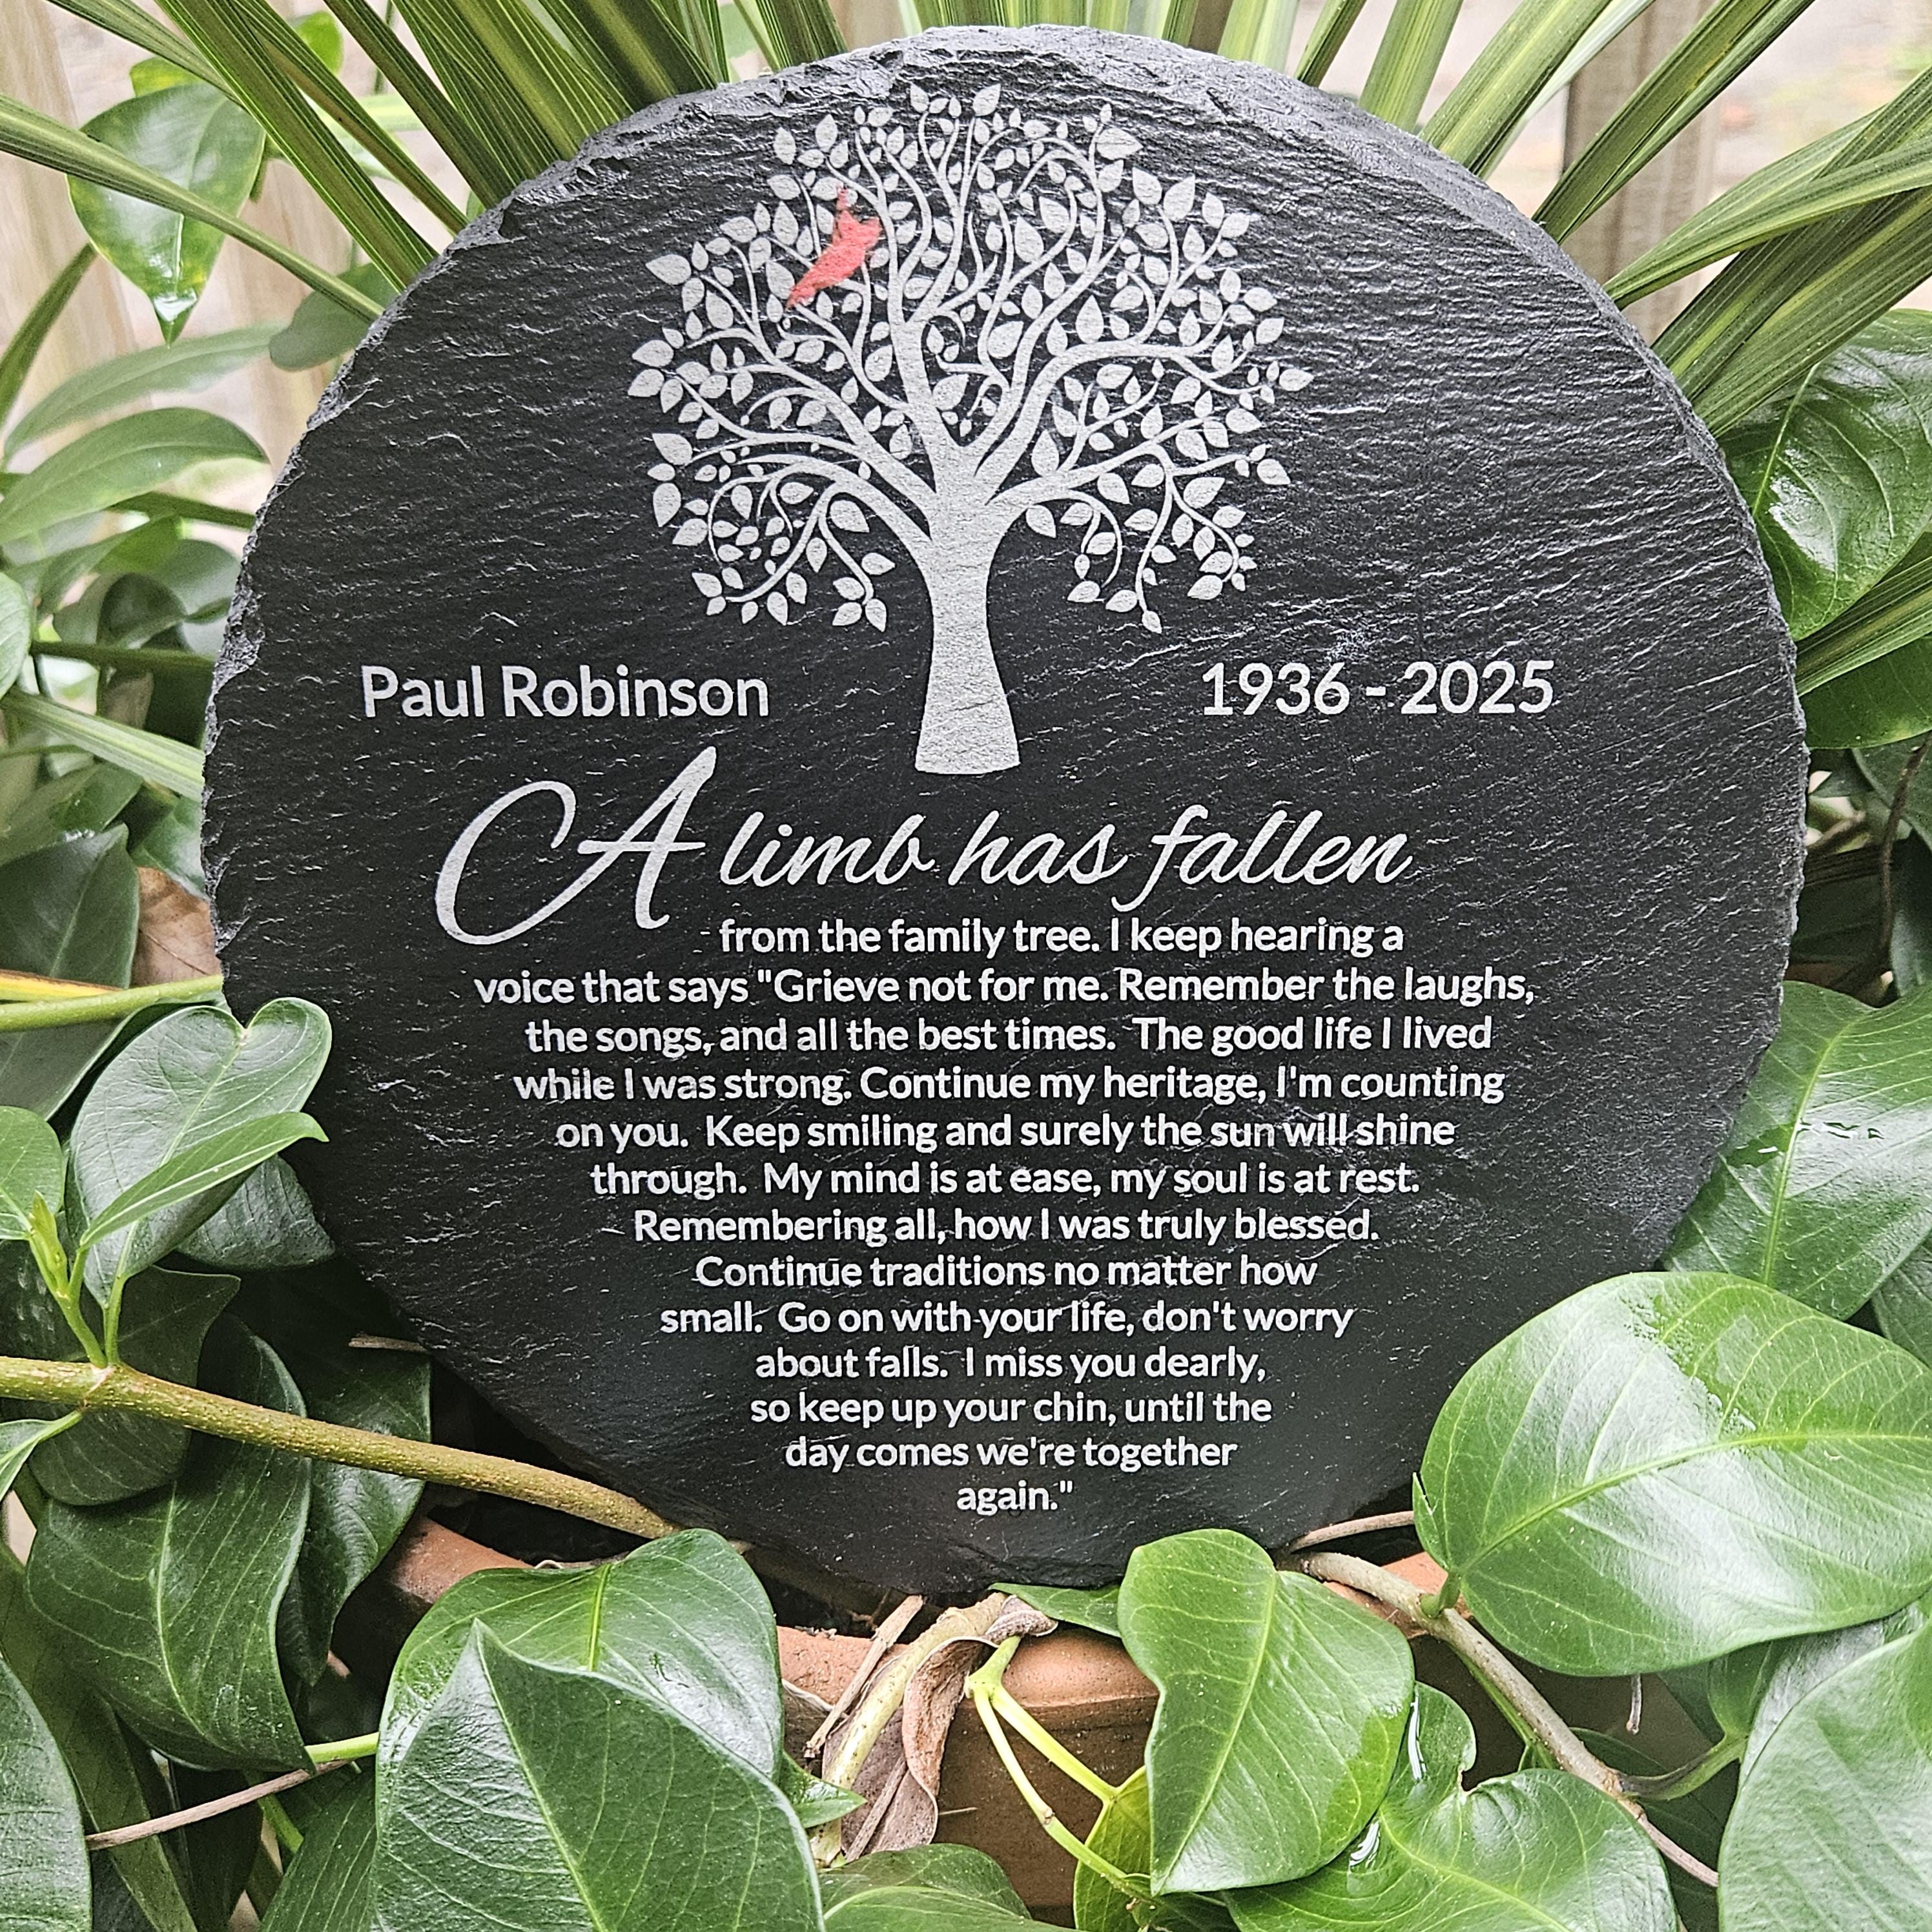 Paul Robinson 1936 - 2025
A limb has fallen
from the family tree. I keep hearing a
voice that says "Grieve not for me. Remember the laughs,
the songs, and all the best times. The good life I lived
while I was strong. Continue my heritage, I'm counting
on you. Keep smiling and surely the sun will shine
through. My mind is at ease, my soul is at rest.
Remembering all, how I was truly blessed.
Continue traditions no matter how
small. Go on with your life, don't worry
about falls. I miss you dearly,
so keep up your chin, until the
day comes we're together
again."